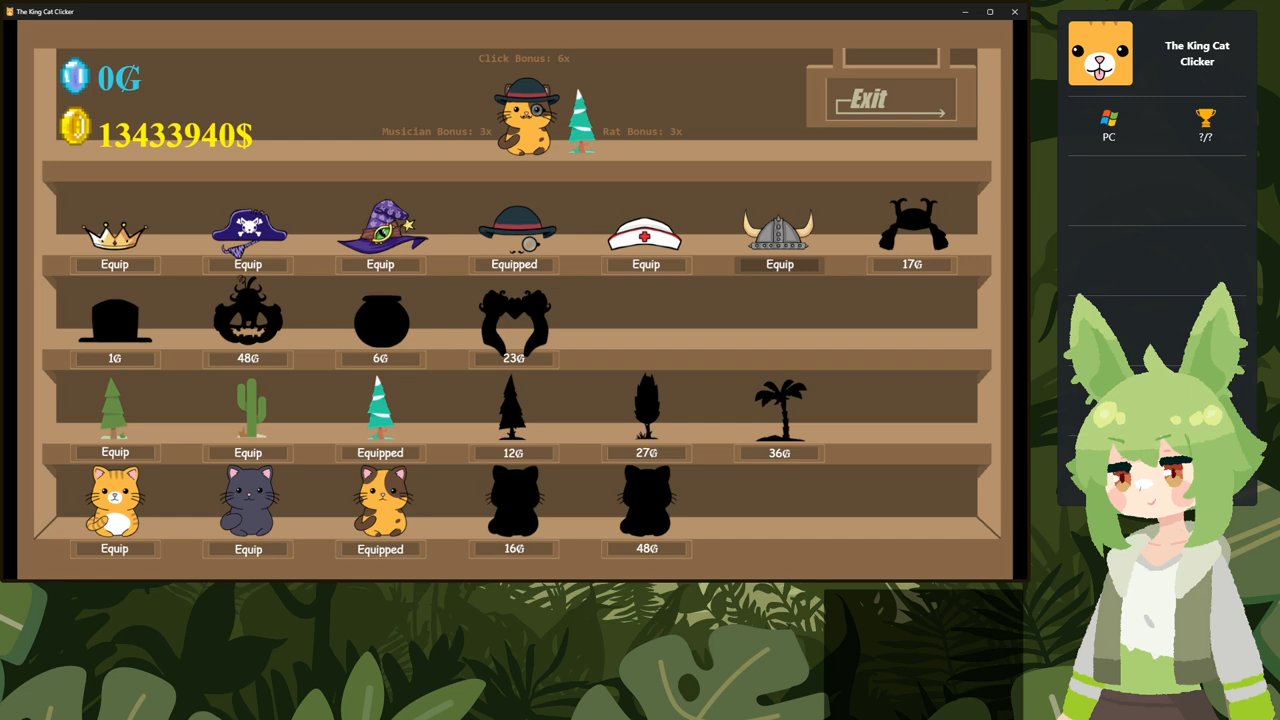 The King Cat Clicker
Click Bonus: 6x
0₲
13433940$
Musician Bonus: 3x
Rat Bonus: 3x
Exit
Equip
Equip
Equip
Equipped
Equip
Equip
17₲
1₲
48₲
6₲
23₲
Equip
Equip
Equipped
12₲
27₲
36₲
Equip
Equip
Equipped
16₲
48₲
The King Cat
Clicker
PC
?/?